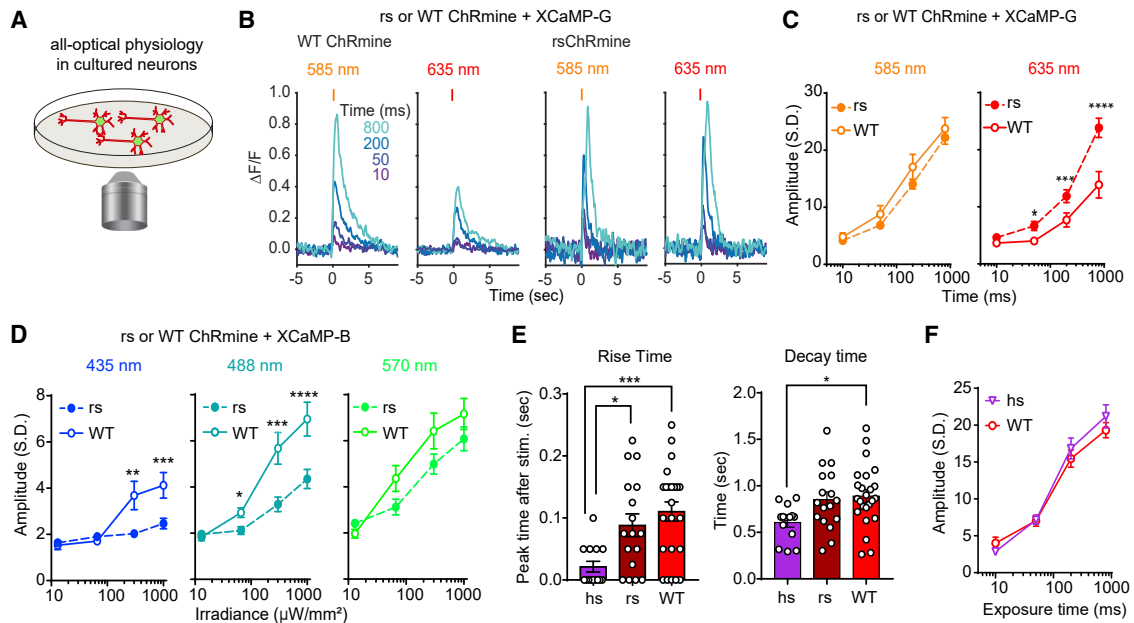 A
all-optical physiology
in cultured neurons
B
rs or WT ChRmine + XCaMP-G
WT ChRmine
rsChRmine
585 nm
635 nm
585 nm
635 nm
Time (ms)
800
200
50
10
ΔF/F
1.0
0.8
0.6
0.4
0.2
0.0
-5 0 5
-5 0 5
-5 0 5
-5 0 5
Time (sec)
C
rs or WT ChRmine + XCaMP-G
585 nm
635 nm
rs
WT
rs
WT
*
***
****
Amplitude (S.D.)
30
20
10
0
10 100 1000
10 100 1000
Time (ms)
D
rs or WT ChRmine + XCaMP-B
435 nm
488 nm
570 nm
rs
WT
rs
WT
rs
WT
**
***
*
***
****
Amplitude (S.D.)
8
6
4
2
0
10 100 1000
10 100 1000
10 100 1000
Irradiance (µW/mm²)
E
Rise Time
***
*
Peak time after stim. (sec)
0.3
0.2
0.1
0.0
hs rs WT
Decay time
*
Time (sec)
2.0
1.6
1.2
0.8
0.4
0.0
hs rs WT
F
hs
WT
Amplitude (S.D.)
25
20
15
10
5
0
10 100 1000
Exposure time (ms)